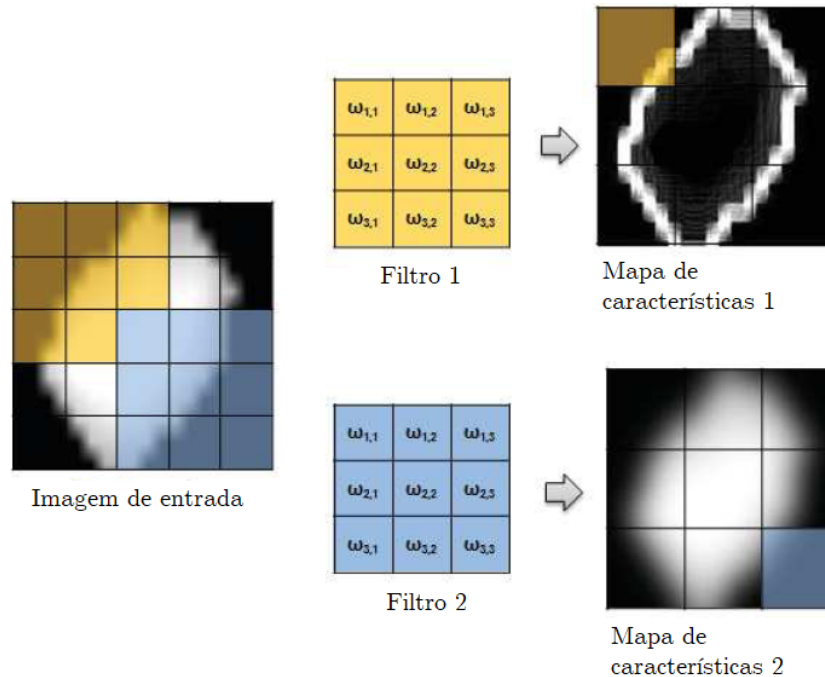 ω1,1 ω1,2 ω1,3
ω2,1 ω2,2 ω2,3
ω3,1 ω3,2 ω3,3
Filtro 1
Mapa de
características 1
Imagem de entrada
ω1,1 ω1,2 ω1,3
ω2,1 ω2,2 ω2,3
ω3,1 ω3,2 ω3,3
Filtro 2
Mapa de
características 2